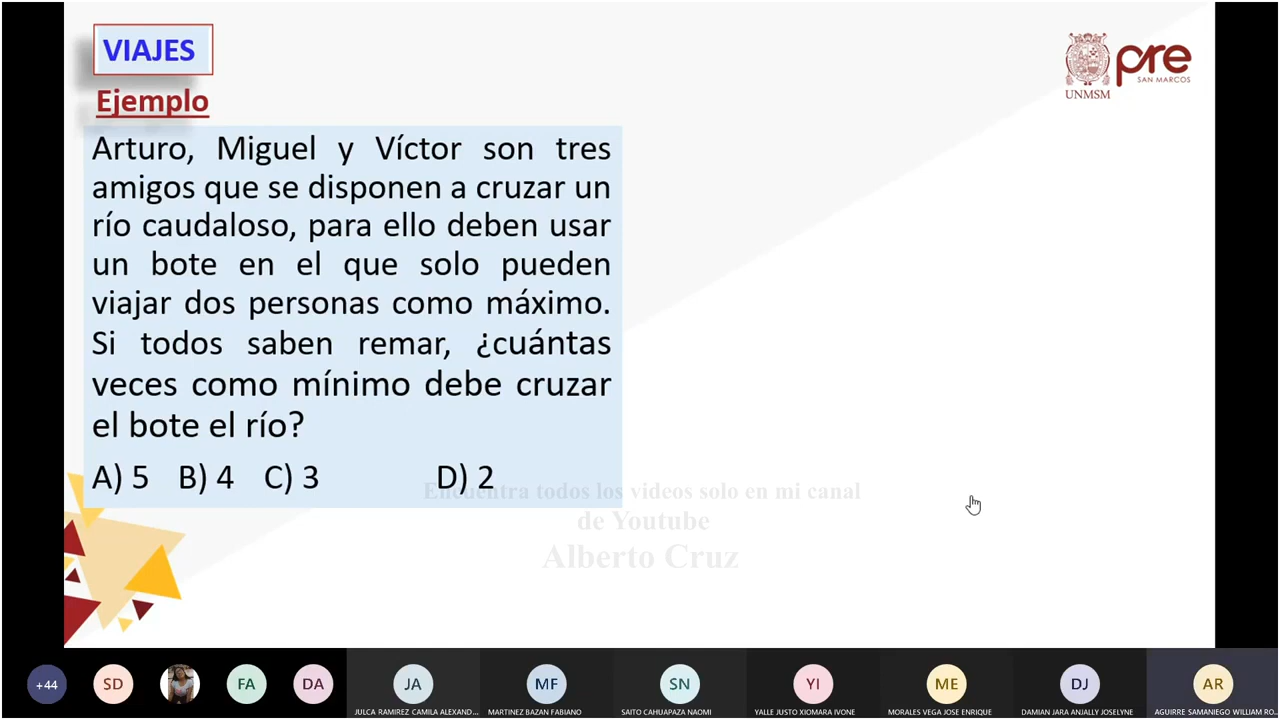 VIAJES
Ejemplo
Arturo, Miguel y Víctor son tres
amigos que se disponen a cruzar un
río caudaloso, para ello deben usar
un bote en el que solo pueden
viajar dos personas como máximo.
Si todos saben remar, ¿cuántas
veces como mínimo debe cruzar
el bote el río?
A) 5 B) 4 C) 3 D) 2
pre
SAN MARCOS
UNMSM
Encuentra todos los videos solo en mi canal
de Youtube
Alberto Cruz
+44
SD
FA
DA
JA
JULCA RAMIREZ CAMILA ALEXAND...
MF
MARTINEZ BAZAN FABIANO
SN
SAITO CAHUAPAZA NAOMI
YI
YALLE JUSTO XIOMARA IVONE
ME
MORALES VEGA JOSE ENRIQUE
DJ
DAMIAN JARA ANJALLY JOSELYNE
AR
AGUIRRE SAMANIEGO WILLIAM RO...